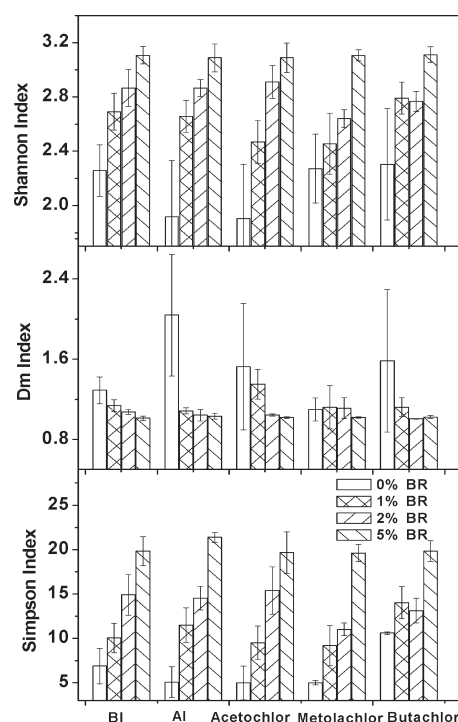 3.2
2.8
2.4
2.0
Shannon Index
2.4
1.6
0.8
Dm Index
0% BR
1% BR
2% BR
5% BR
25
20
15
10
5
Simpson Index
BI AI Acetochlor Metolachlor Butachlor